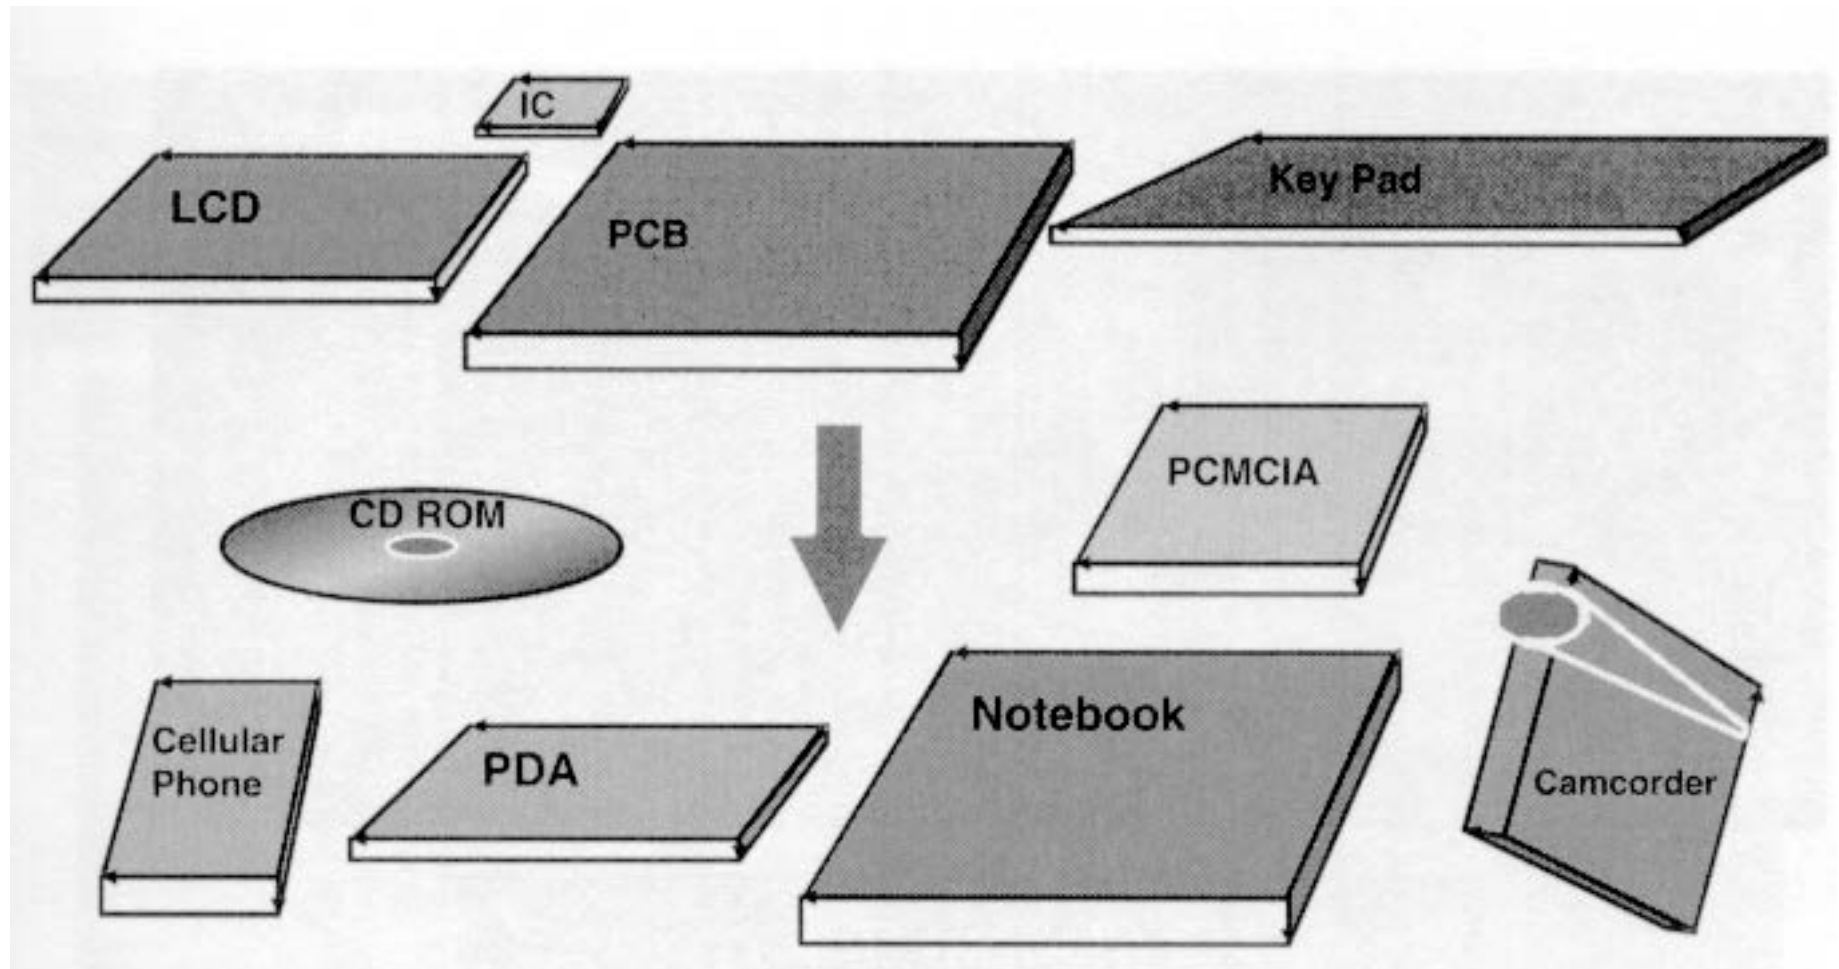 IC
LCD
PCB
Key Pad
PCMCIA
CD ROM
Notebook
Cellular
Phone
PDA
Camcorder